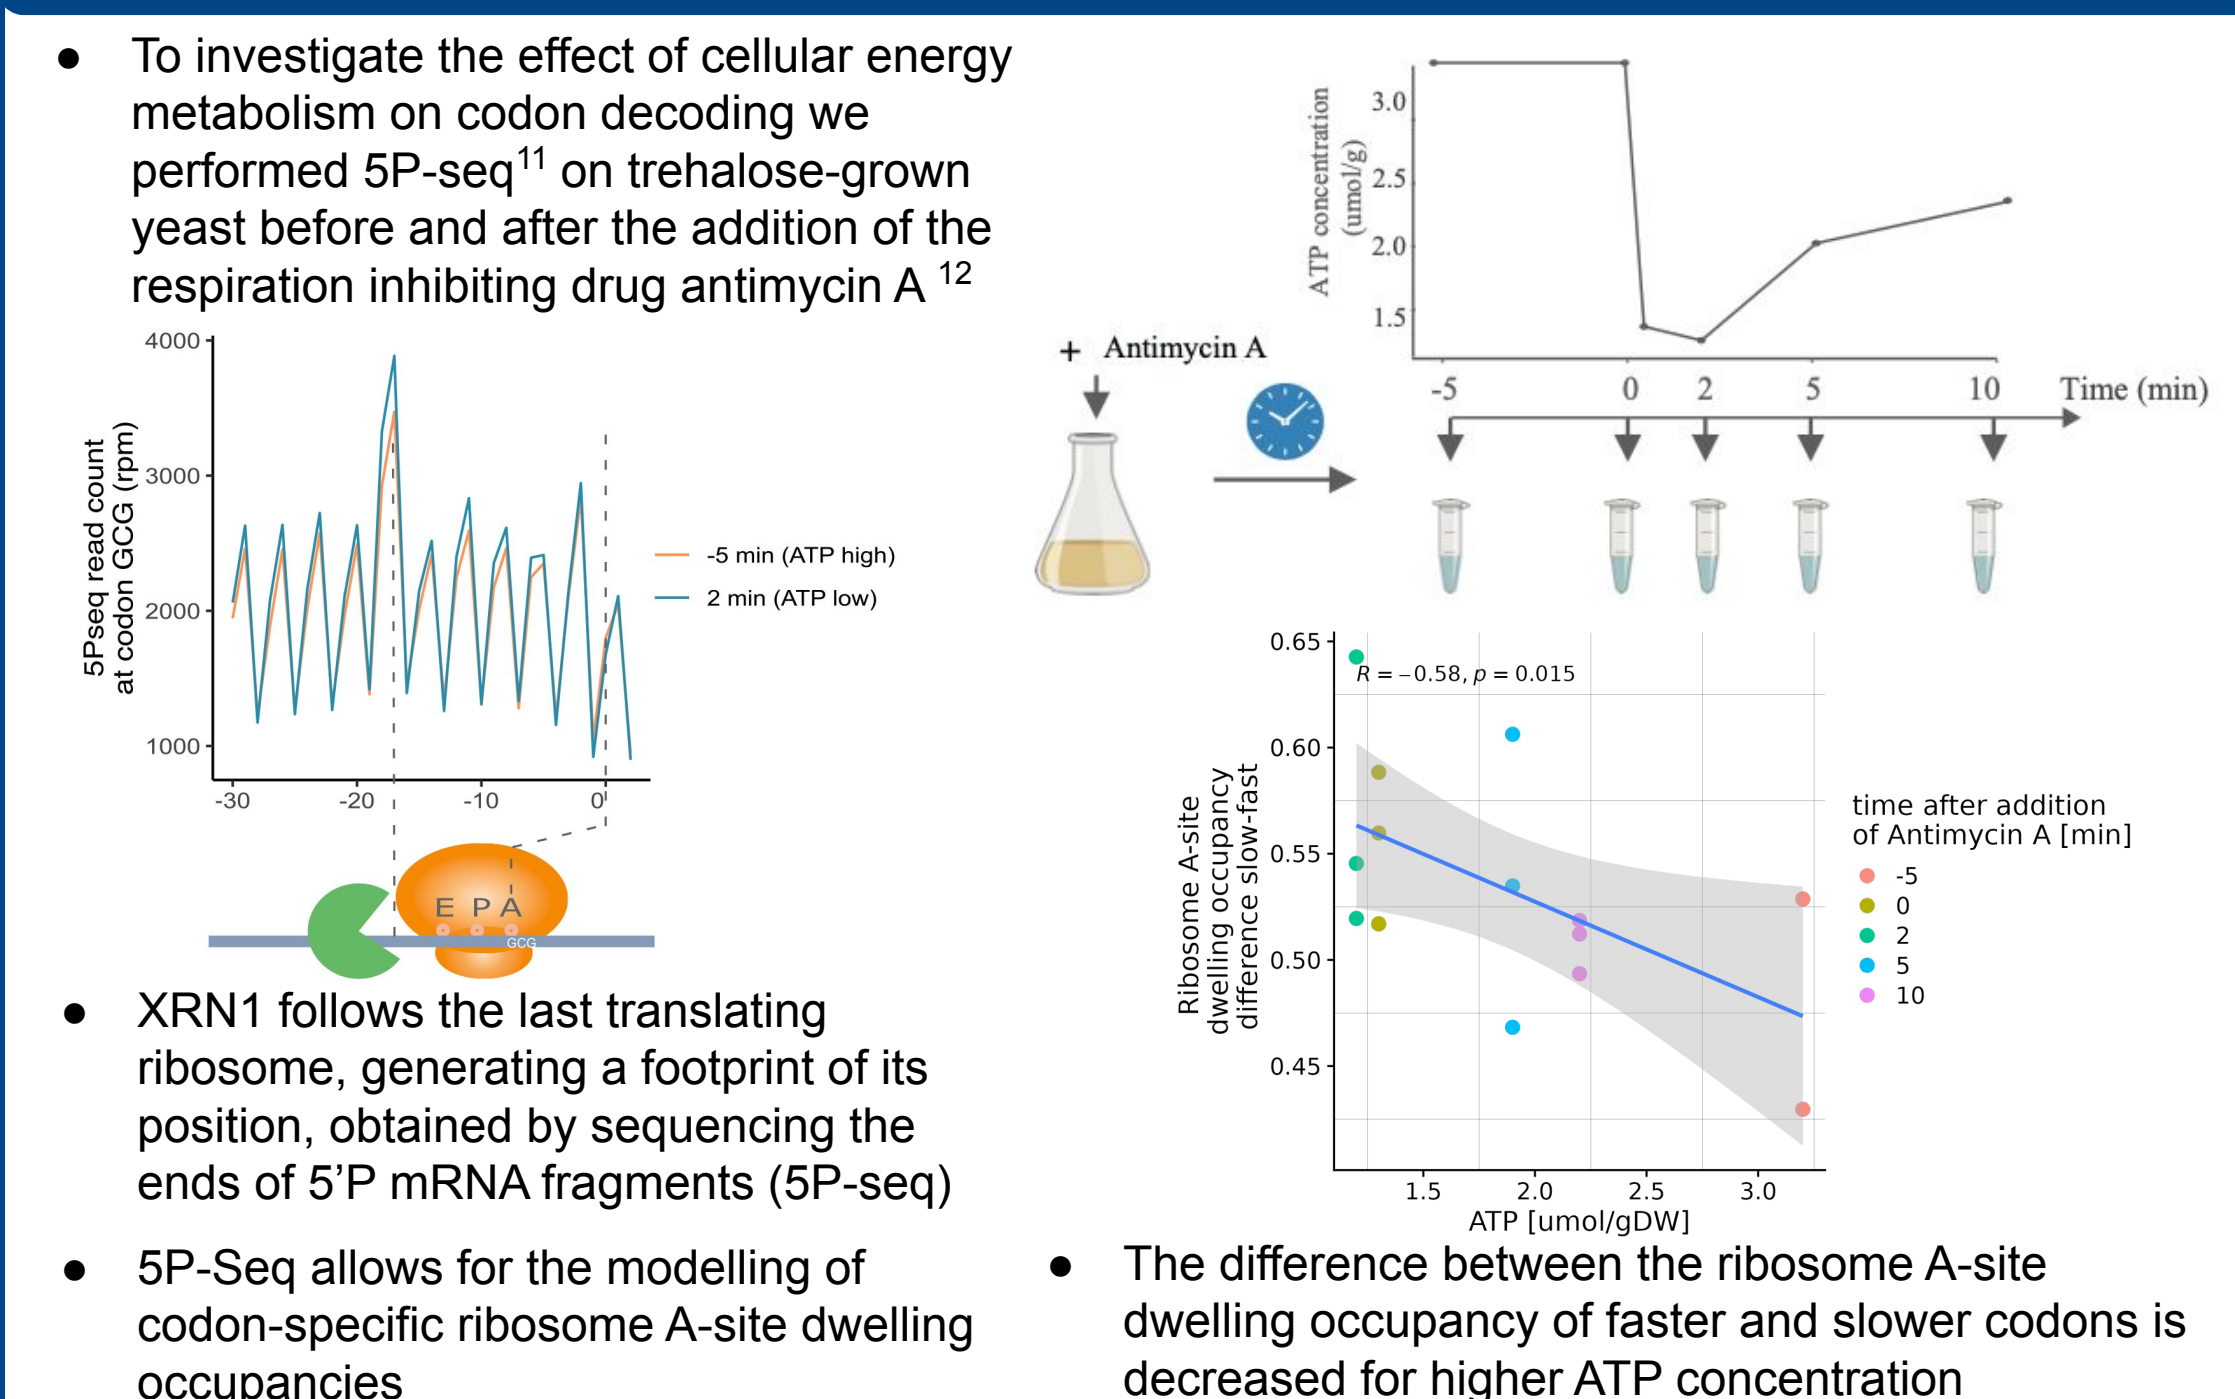 ● To investigate the effect of cellular energy
metabolism on codon decoding we
performed 5P-seq¹¹ on trehalose-grown
yeast before and after the addition of the
respiration inhibiting drug antimycin A ¹²
4000
3000
2000
1000
5Pseq read count
at codon GCG (rpm)
-30
-20
-10
0
-5 min (ATP high)
2 min (ATP low)
E P A
GCG
● XRN1 follows the last translating
ribosome, generating a footprint of its
position, obtained by sequencing the
ends of 5’P mRNA fragments (5P-seq)
● 5P-Seq allows for the modelling of
codon-specific ribosome A-site dwelling
occupancies
+ Antimycin A
ATP concentration
(umol/g)
3.0
2.5
2.0
1.5
-5
0
2
5
10
Time (min)
0.65
0.60
0.55
0.50
0.45
R = −0.58, p = 0.015
Ribosome A-site
dwelling occupancy
difference slow-fast
1.5
2.0
2.5
3.0
ATP [umol/gDW]
time after addition
of Antimycin A [min]
-5
0
2
5
10
● The difference between the ribosome A-site
dwelling occupancy of faster and slower codons is
decreased for higher ATP concentration